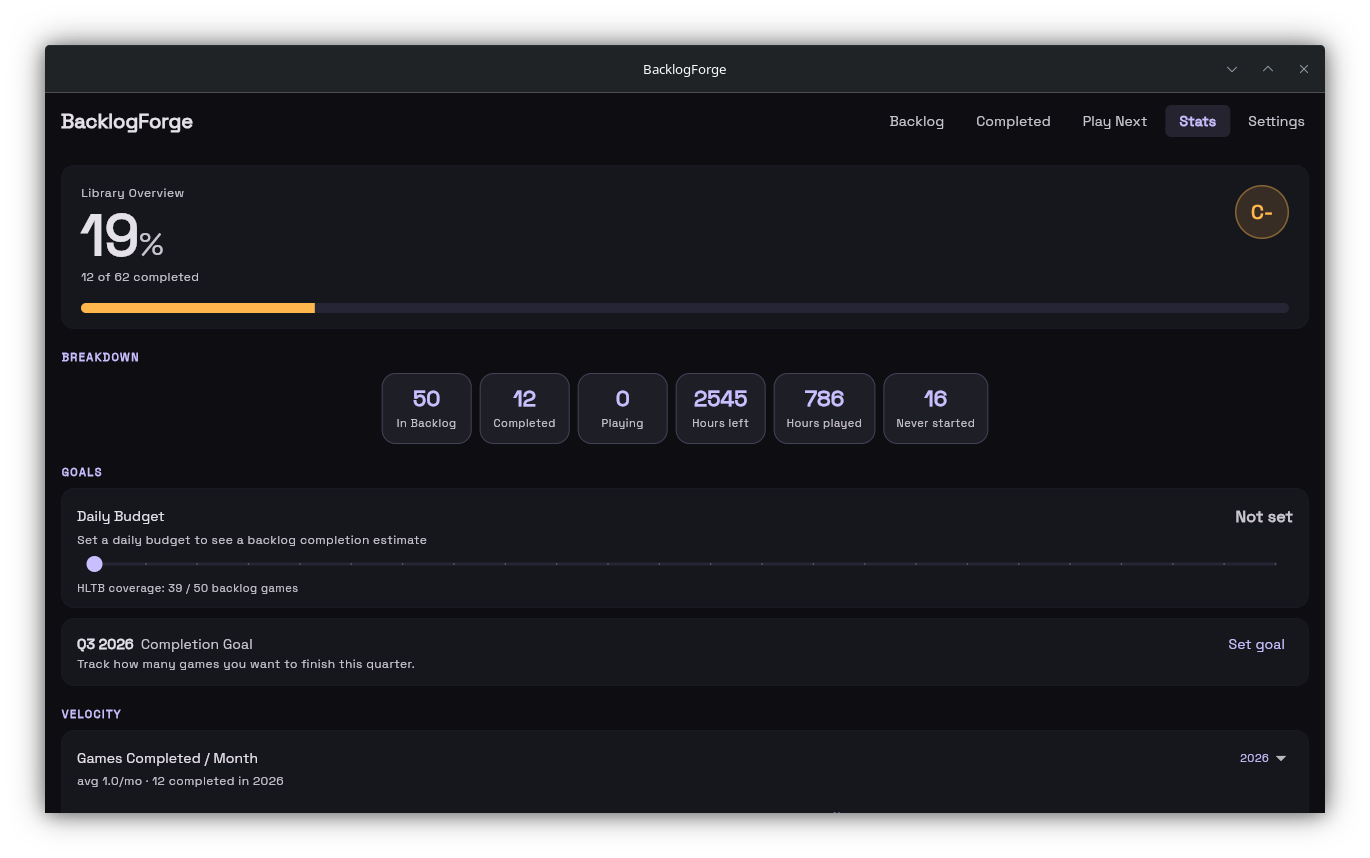 BacklogForge
BacklogForge
Backlog Completed Play Next Stats Settings
Library Overview
19%
C-
12 of 62 completed
BREAKDOWN
50 12 0 2545 786 16
In Backlog Completed Playing Hours left Hours played Never started
GOALS
Daily Budget Not set
Set a daily budget to see a backlog completion estimate
HLTB coverage: 39 / 50 backlog games
Q3 2026 Completion Goal Set goal
Track how many games you want to finish this quarter.
VELOCITY
Games Completed / Month 2026
avg 1.0/mo · 12 completed in 2026